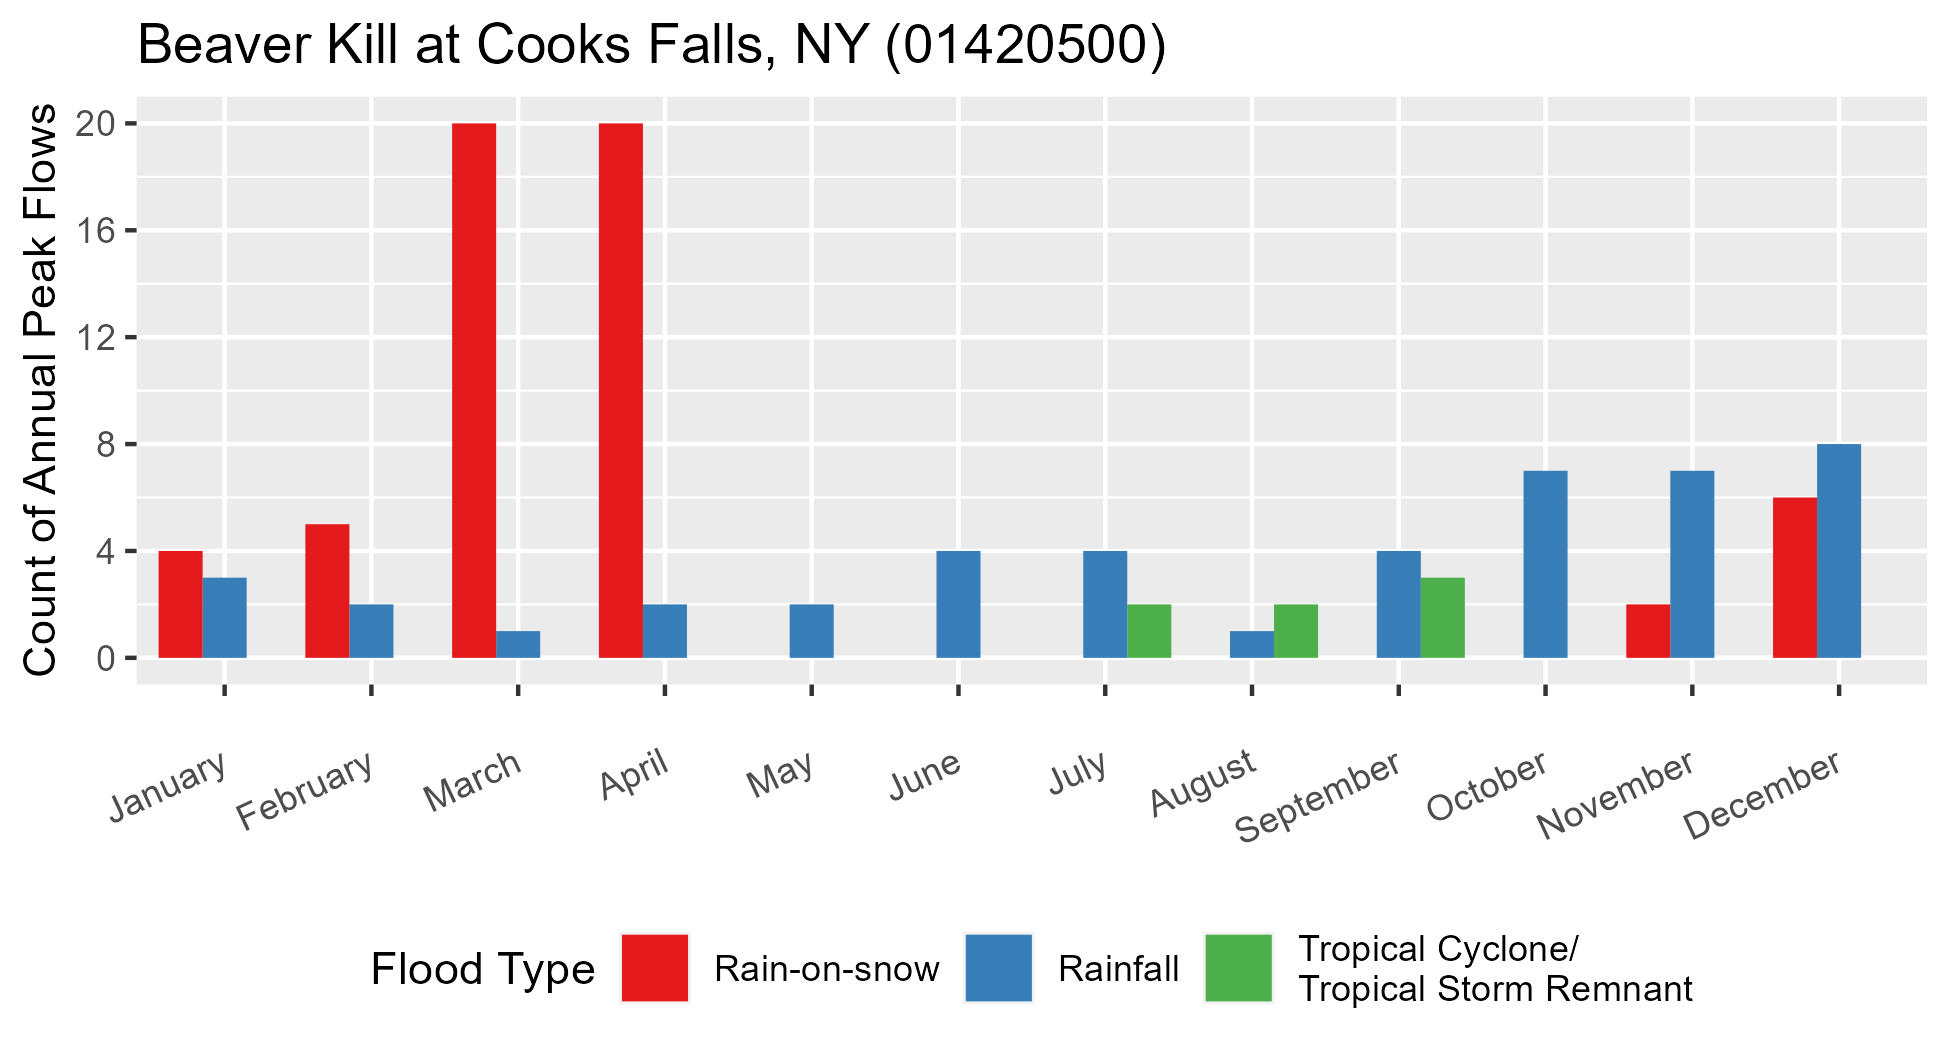 Beaver Kill at Cooks Falls, NY (01420500)
Count of Annual Peak Flows
20
16
12
8
4
0
January
February
March
April
May
June
July
August
September
October
November
December
Flood Type
Rain-on-snow
Rainfall
Tropical Cyclone/
Tropical Storm Remnant